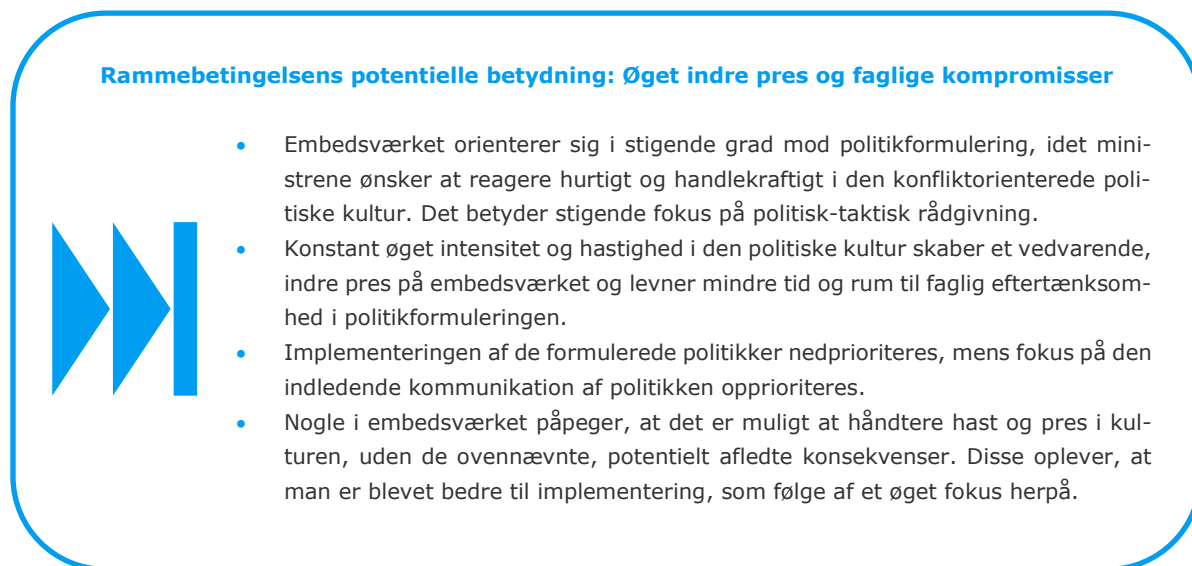 Rammebetingelsens potentielle betydning: Øget indre pres og faglige kompromisser
• Embedsværket orienterer sig i stigende grad mod politikformulering, idet mini-
strene ønsker at reagere hurtigt og handlekraftigt i den konfliktorienterede poli-
tiske kultur. Det betyder stigende fokus på politisk-taktisk rådgivning.
• Konstant øget intensitet og hastighed i den politiske kultur skaber et vedvarende,
indre pres på embedsværket og levner mindre tid og rum til faglig eftertænksom-
hed i politikformuleringen.
• Implementeringen af de formulerede politikker nedprioriteres, mens fokus på den
indledende kommunikation af politikken opprioriteres.
• Nogle i embedsværket påpeger, at det er muligt at håndtere hast og pres i kul-
turen, uden de ovennævnte, potentielt afledte konsekvenser. Disse oplever, at
man er blevet bedre til implementering, som følge af et øget fokus herpå.